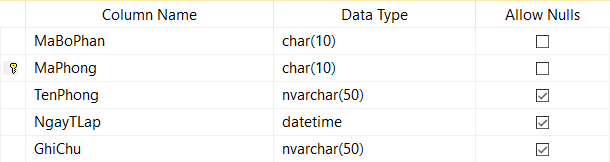 Column Name Data Type Allow Nulls
MaBoPhan char(10)
MaPhong char(10)
TenPhong nvarchar(50)
NgayTLap datetime
GhiChu nvarchar(50)